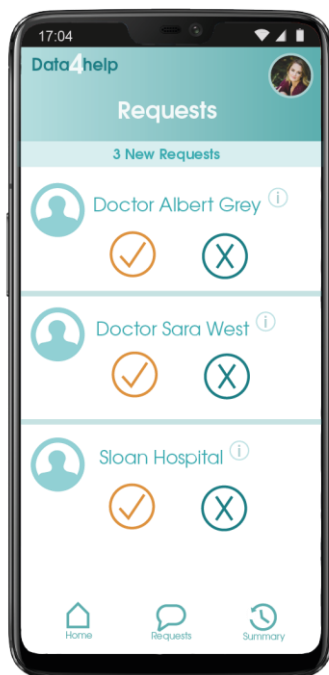 17:04
Data4help
Requests
3 New Requests
Doctor Albert Grey i
Doctor Sara West i
Sloan Hospital i
Home Requests Summary